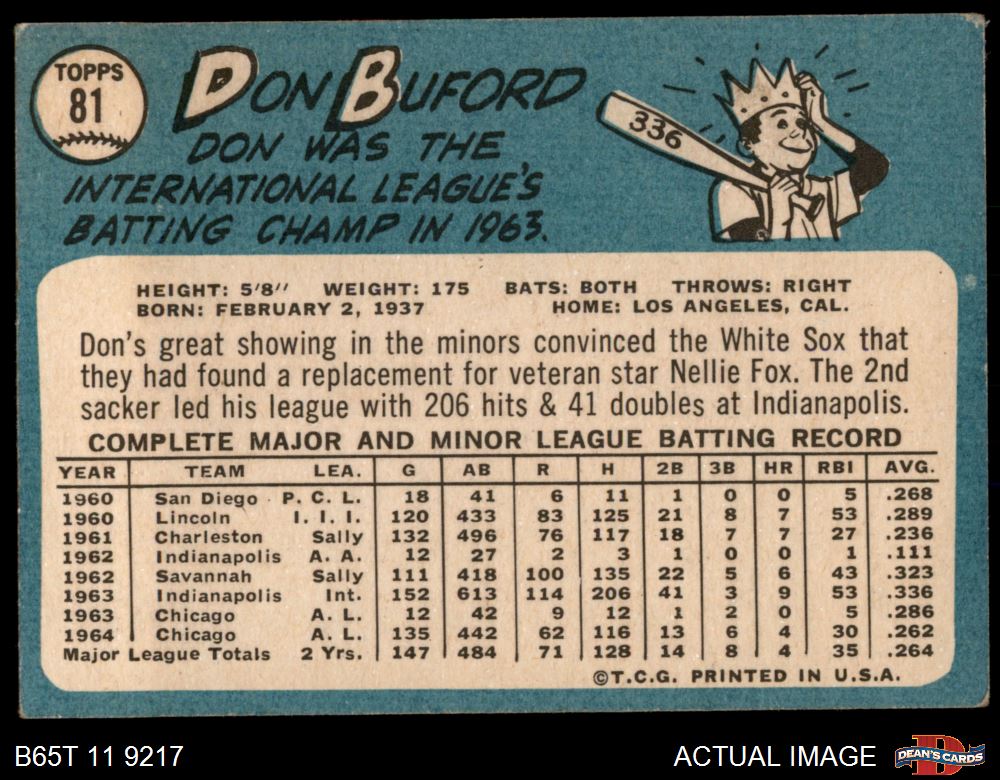 TOPPS
81
DON BUFORD
DON WAS THE
INTERNATIONAL LEAGUE'S
BATTING CHAMP IN 1963.
336
HEIGHT: 5'8" WEIGHT: 175 BATS: BOTH THROWS: RIGHT
BORN: FEBRUARY 2, 1937 HOME: LOS ANGELES, CAL.
Don's great showing in the minors convinced the White Sox that
they had found a replacement for veteran star Nellie Fox. The 2nd
sacker led his league with 206 hits & 41 doubles at Indianapolis.
COMPLETE MAJOR AND MINOR LEAGUE BATTING RECORD
YEAR TEAM LEA. G AB R H 2B 3B HR RBI AVG.
1960 San Diego P. C. L. 18 41 6 11 1 0 0 5 .268
1960 Lincoln I. I. I. 120 433 83 125 21 8 7 53 .289
1961 Charleston Sally 132 496 76 117 18 7 7 27 .236
1962 Indianapolis A. A. 12 27 2 3 1 0 0 1 .111
1962 Savannah Sally 111 418 100 135 22 5 6 43 .323
1963 Indianapolis Int. 152 613 114 206 41 3 9 53 .336
1963 Chicago A. L. 12 42 9 12 1 2 0 5 .286
1964 Chicago A. L. 135 442 62 116 13 6 4 30 .262
Major League Totals 2 Yrs. 147 484 71 128 14 8 4 35 .264
©T.C.G. PRINTED IN U.S.A.
B65T 11 9217
ACTUAL IMAGE
D
DEAN'S CARDS